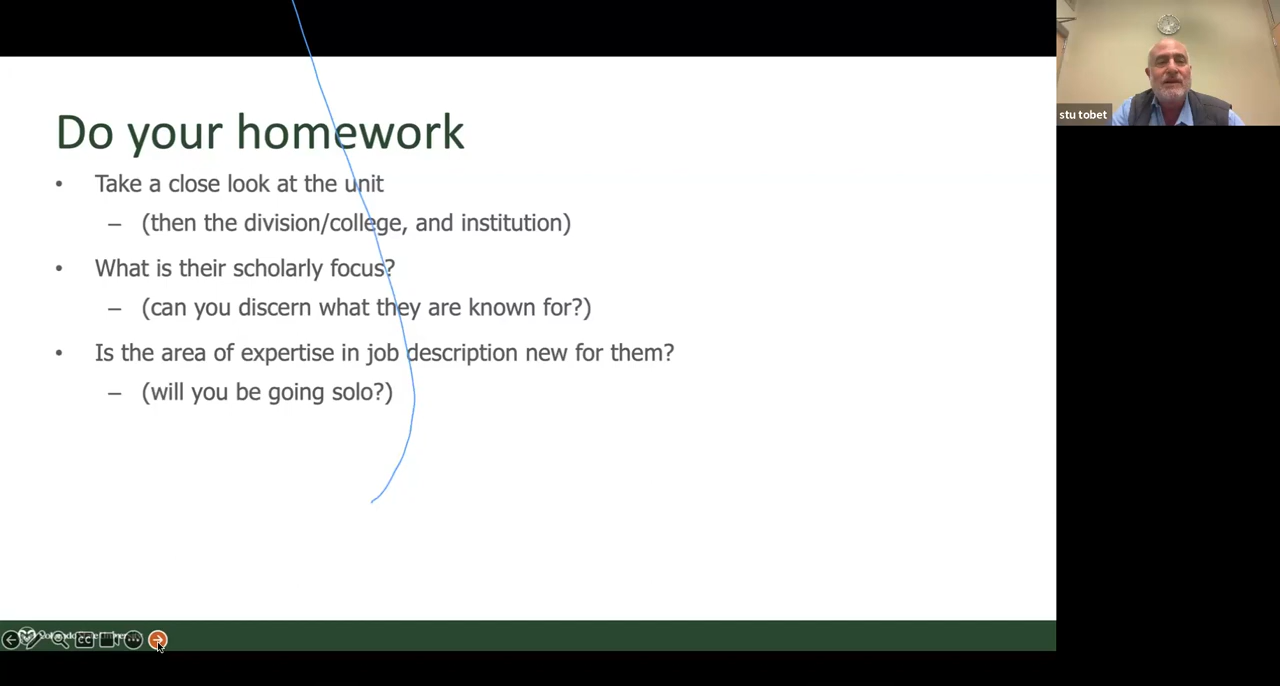 Do your homework
• Take a close look at the unit
– (then the division/college, and institution)
• What is their scholarly focus?
– (can you discern what they are known for?)
• Is the area of expertise in job description new for them?
– (will you be going solo?)
stu tobet
CC